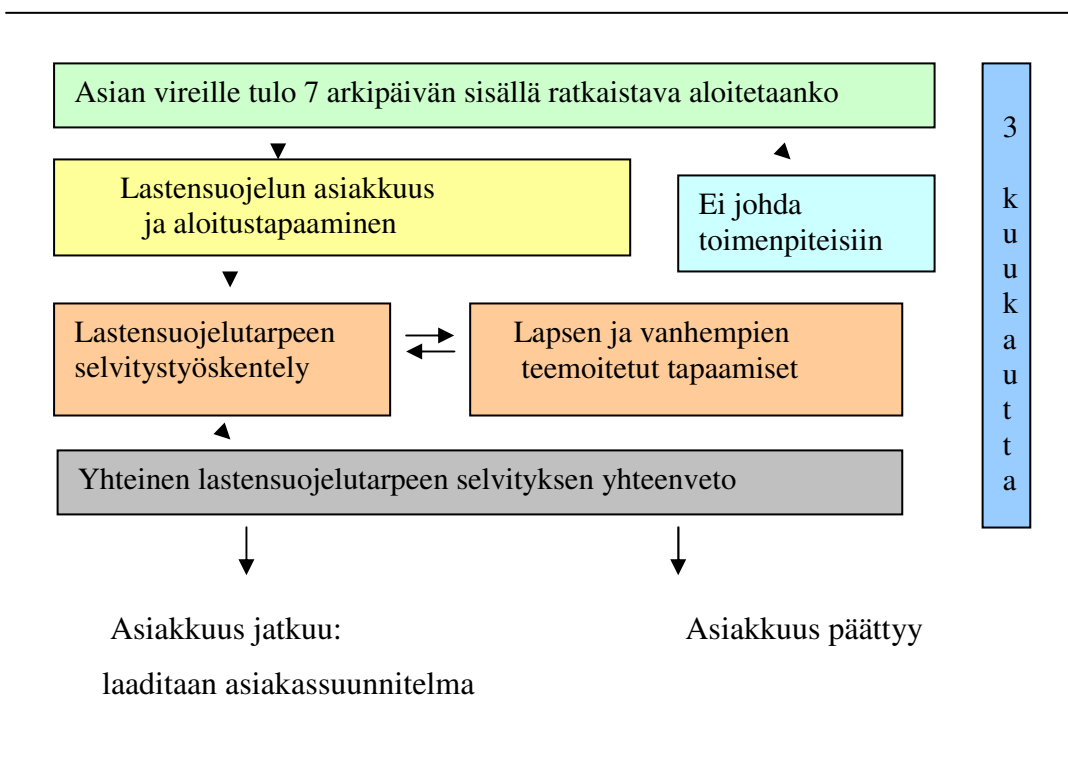 Asian vireille tulo 7 arkipäivän sisällä ratkaistava aloitetaanko
Lastensuojelun asiakkuus
ja aloitustapaaminen
Ei johda
toimenpiteisiin
Lastensuojelutarpeen
selvitystyöskentely
Lapsen ja vanhempien
teemoitetut tapaamiset
Yhteinen lastensuojelutarpeen selvityksen yhteenveto
Asiakkuus jatkuu:
laaditaan asiakassuunnitelma
Asiakkuus päättyy
3
k
u
u
k
a
u
t
t
a